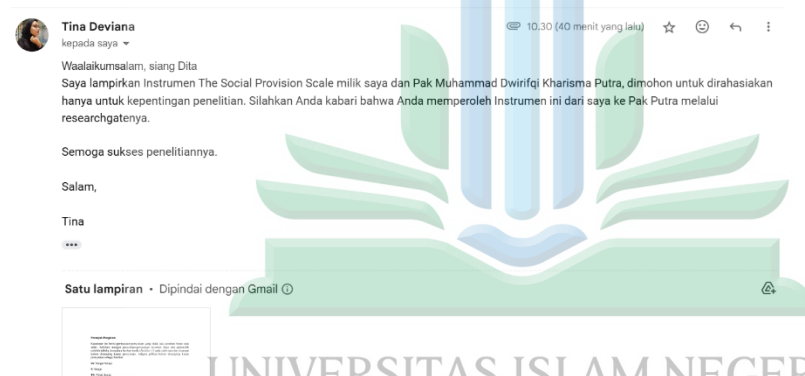 Tina Deviana
10.30 (40 menit yang lalu)
kepada saya
Waalaikumsalam, siang Dita
Saya lampirkan Instrumen The Social Provision Scale milik saya dan Pak Muhammad Dwirifqi Kharisma Putra, dimohon untuk dirahasiakan
hanya untuk kepentingan penelitian. Silahkan Anda kabari bahwa Anda memperoleh Instrumen ini dari saya ke Pak Putra melalui
researchgatenya.
Semoga sukses penelitiannya.
Salam,
Tina
Satu lampiran • Dipindai dengan Gmail
UNIVERSITAS ISLAM NEGER